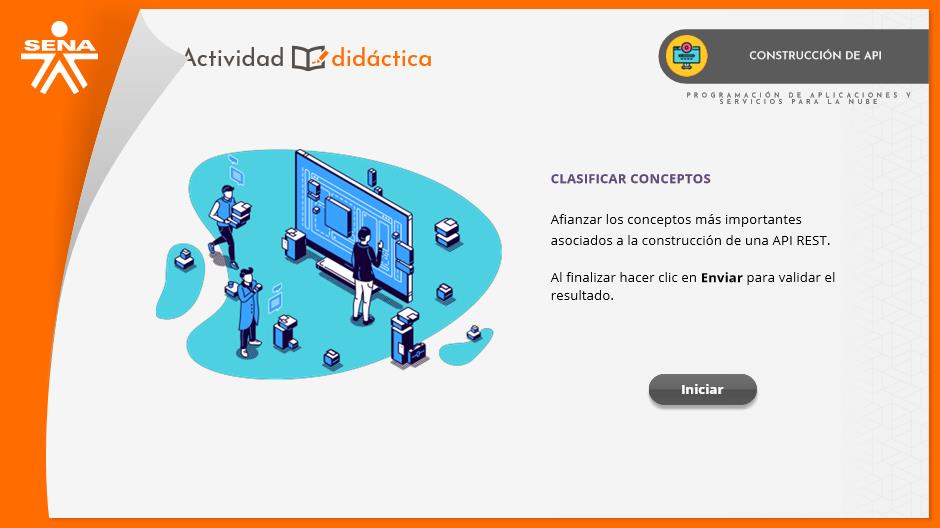 SENA
Actividad didáctica
CONSTRUCCIÓN DE API
PROGRAMACIÓN DE APLICACIONES Y
SERVICIOS PARA LA NUBE
CLASIFICAR CONCEPTOS
Afianzar los conceptos más importantes
asociados a la construcción de una API REST.
Al finalizar hacer clic en Enviar para validar el
resultado.
Iniciar